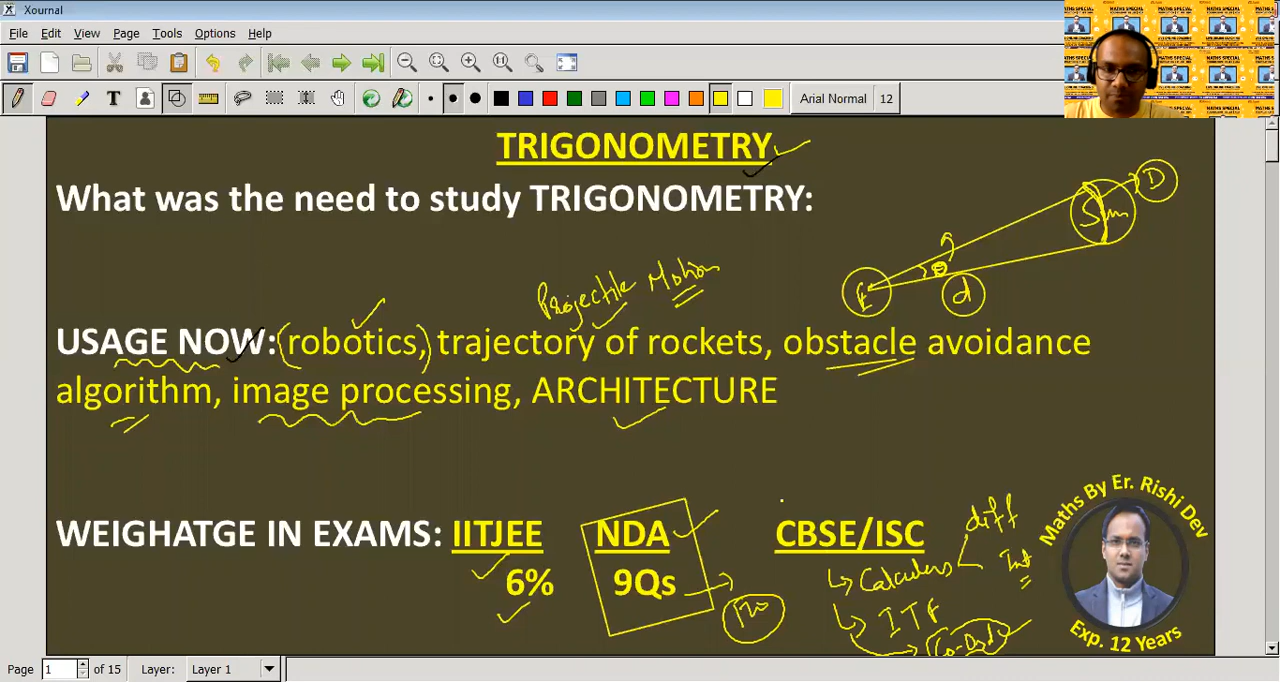 Xournal
File Edit View Page Tools Options Help
Arial Normal 12
TRIGONOMETRY
What was the need to study TRIGONOMETRY:
D
Sun
E
θ
d
Projectile Motion
USAGE NOW: (robotics,) trajectory of rockets, obstacle avoidance
algorithm, image processing, ARCHITECTURE
WEIGHATGE IN EXAMS: IITJEE NDA CBSE/ISC
6% 9Qs
120
diff
Calculus
Int
ITF
Maths By Er. Rishi Dev
Exp. 12 Years
Page 1 of 15 Layer: Layer 1